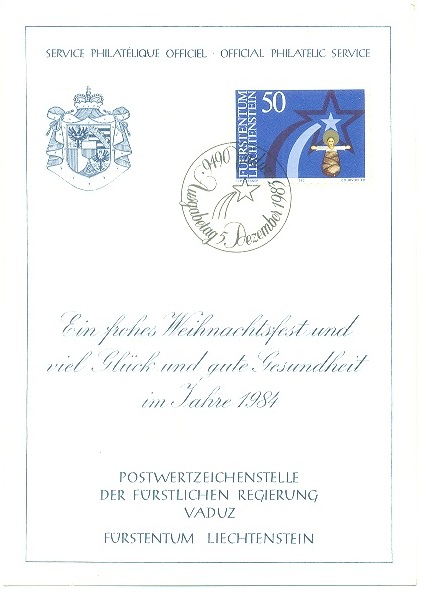 SERVICE PHILATÉLIQUE OFFICIEL · OFFICIAL PHILATELIC SERVICE
FÜRSTENTUM
LIECHTENSTEIN
50
9490
Ausgabetag 5. Dezember 1983
Ein frohes Weihnachtsfest und
viel Glück und gute Gesundheit
im Jahre 1984
POSTWERTZEICHENSTELLE
DER FÜRSTLICHEN REGIERUNG
VADUZ
FÜRSTENTUM LIECHTENSTEIN